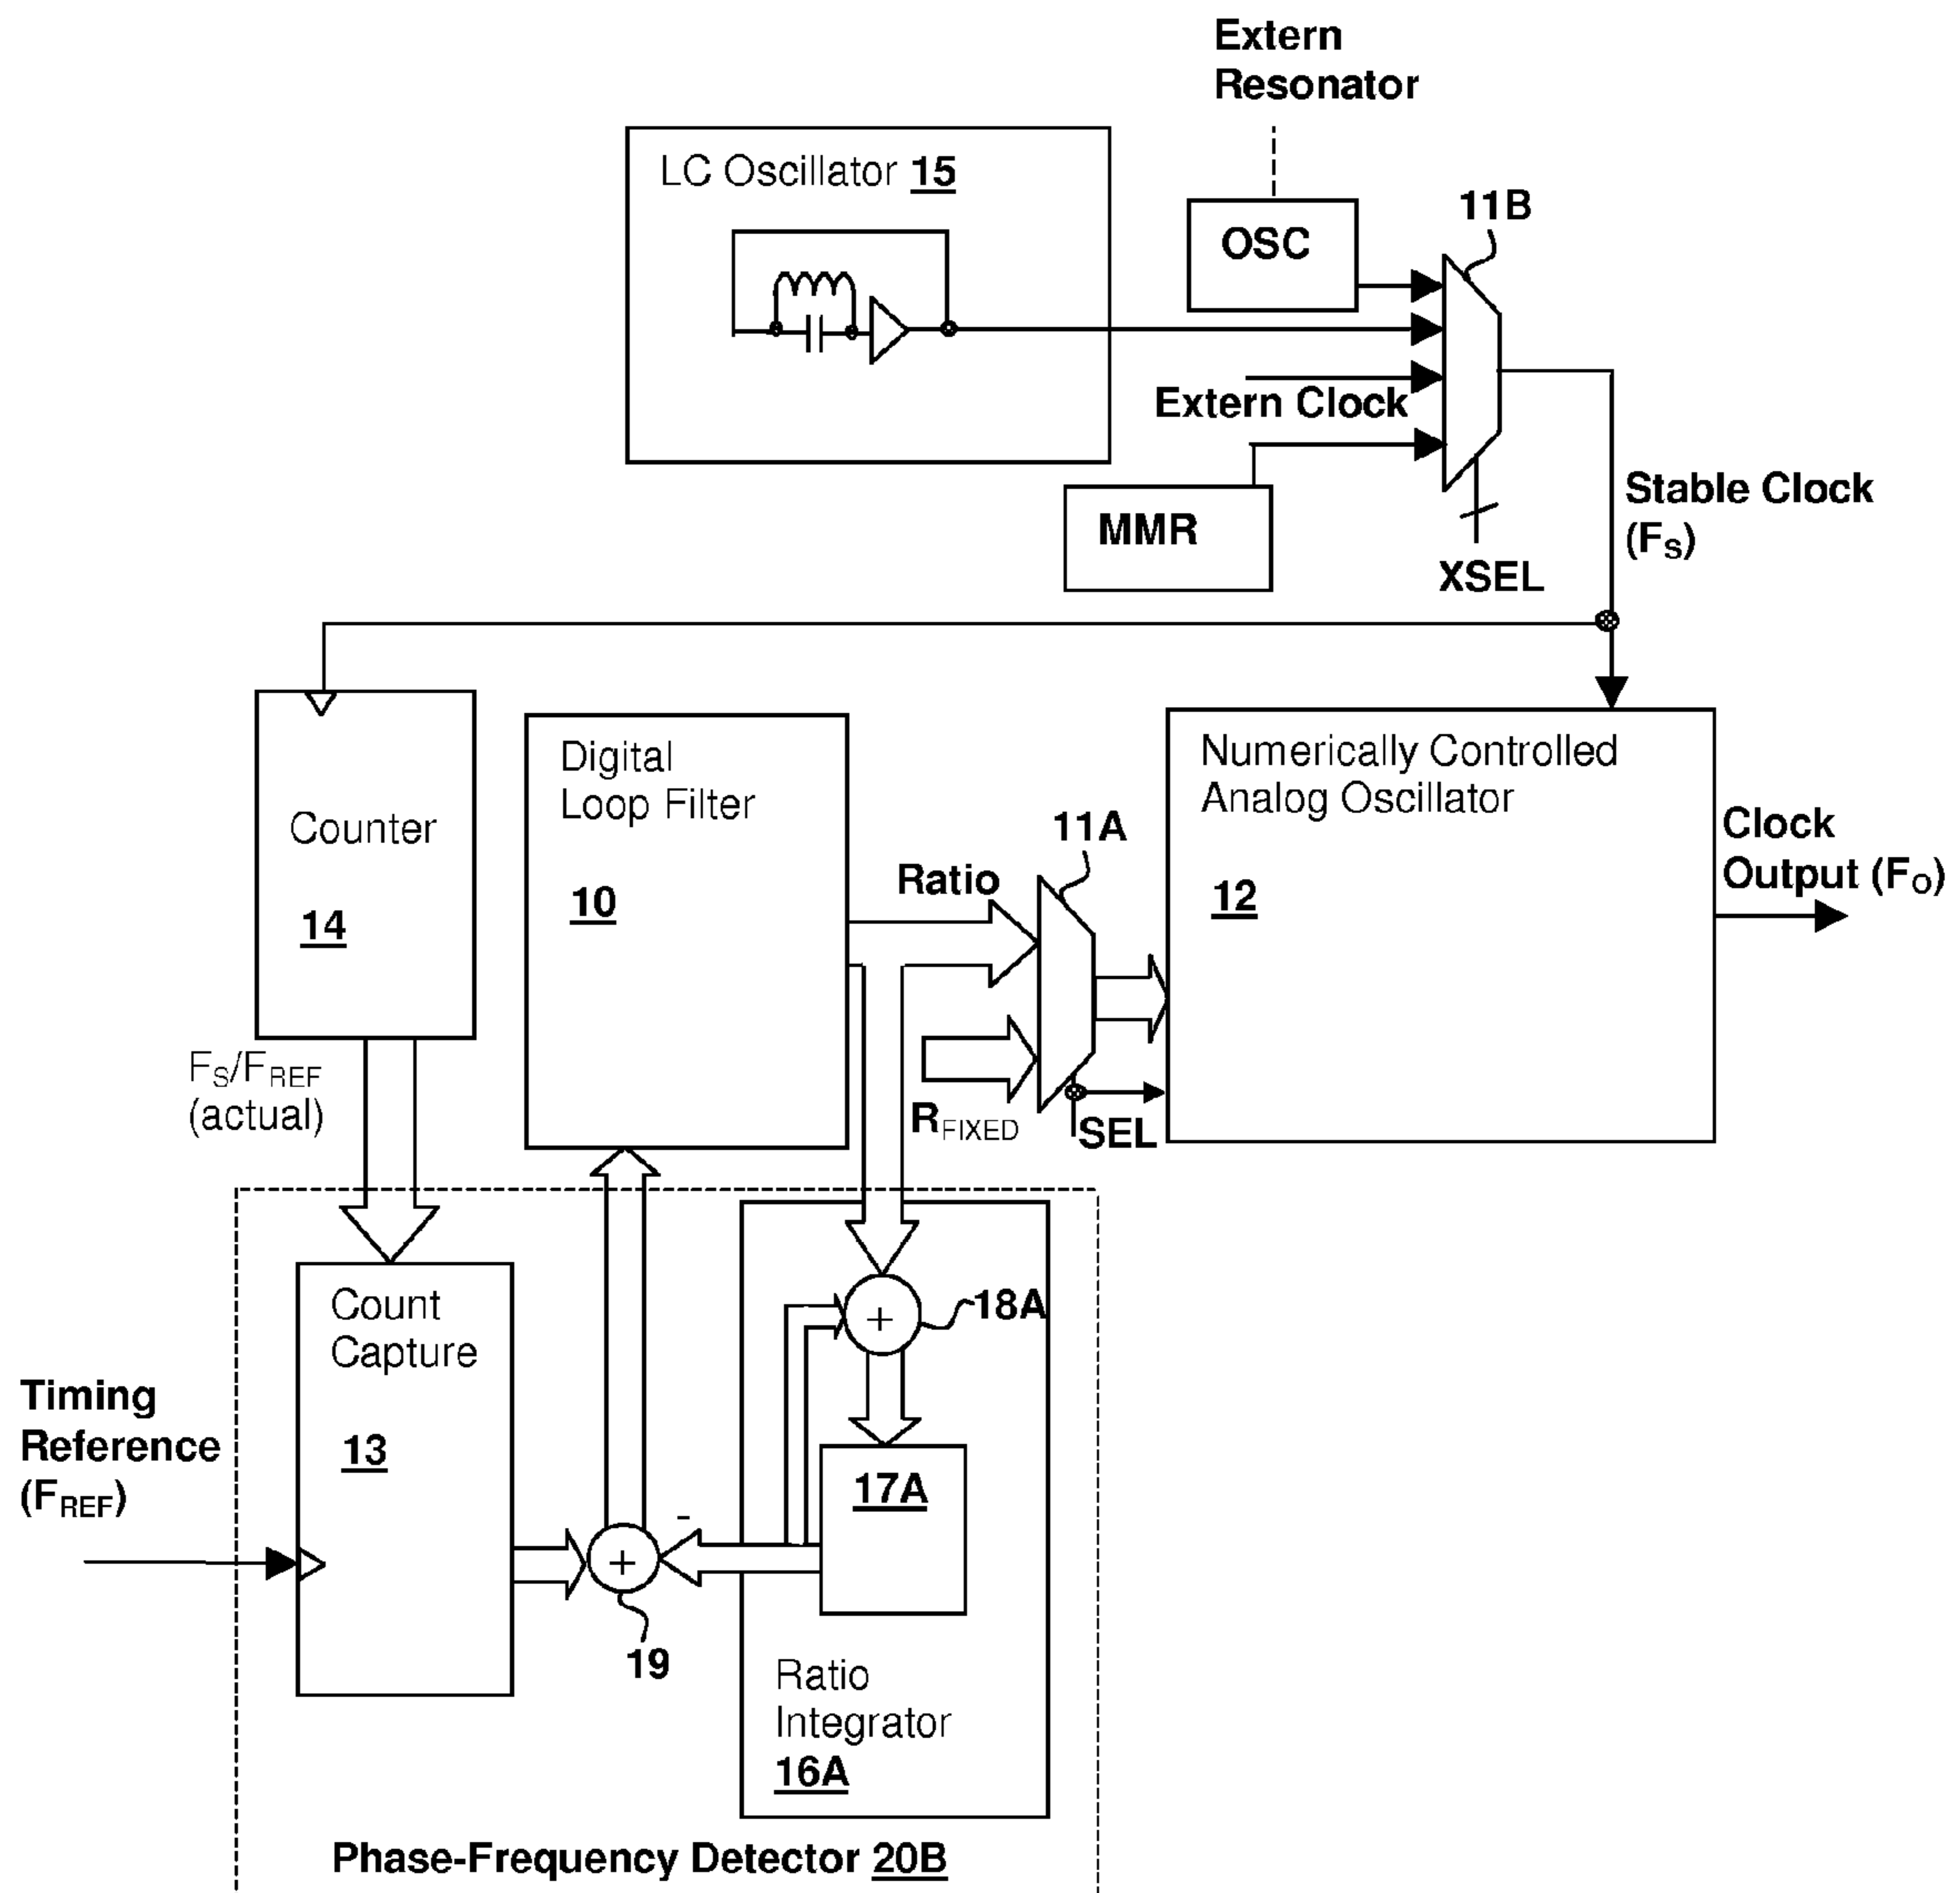 Extern
Resonator
LC Oscillator 15
OSC
11B
Extern Clock
MMR
XSEL
Stable Clock
(FS)
Counter
14
Digital
Loop Filter
10
Numerically Controlled
Analog Oscillator
12
11A
Ratio
Clock
Output (FO)
FS/FREF
(actual)
RFIXED
SEL
Count
Capture
13
+
18A
Timing
Reference
(FREF)
17A
-
+
19
Ratio
Integrator
16A
Phase-Frequency Detector 20B